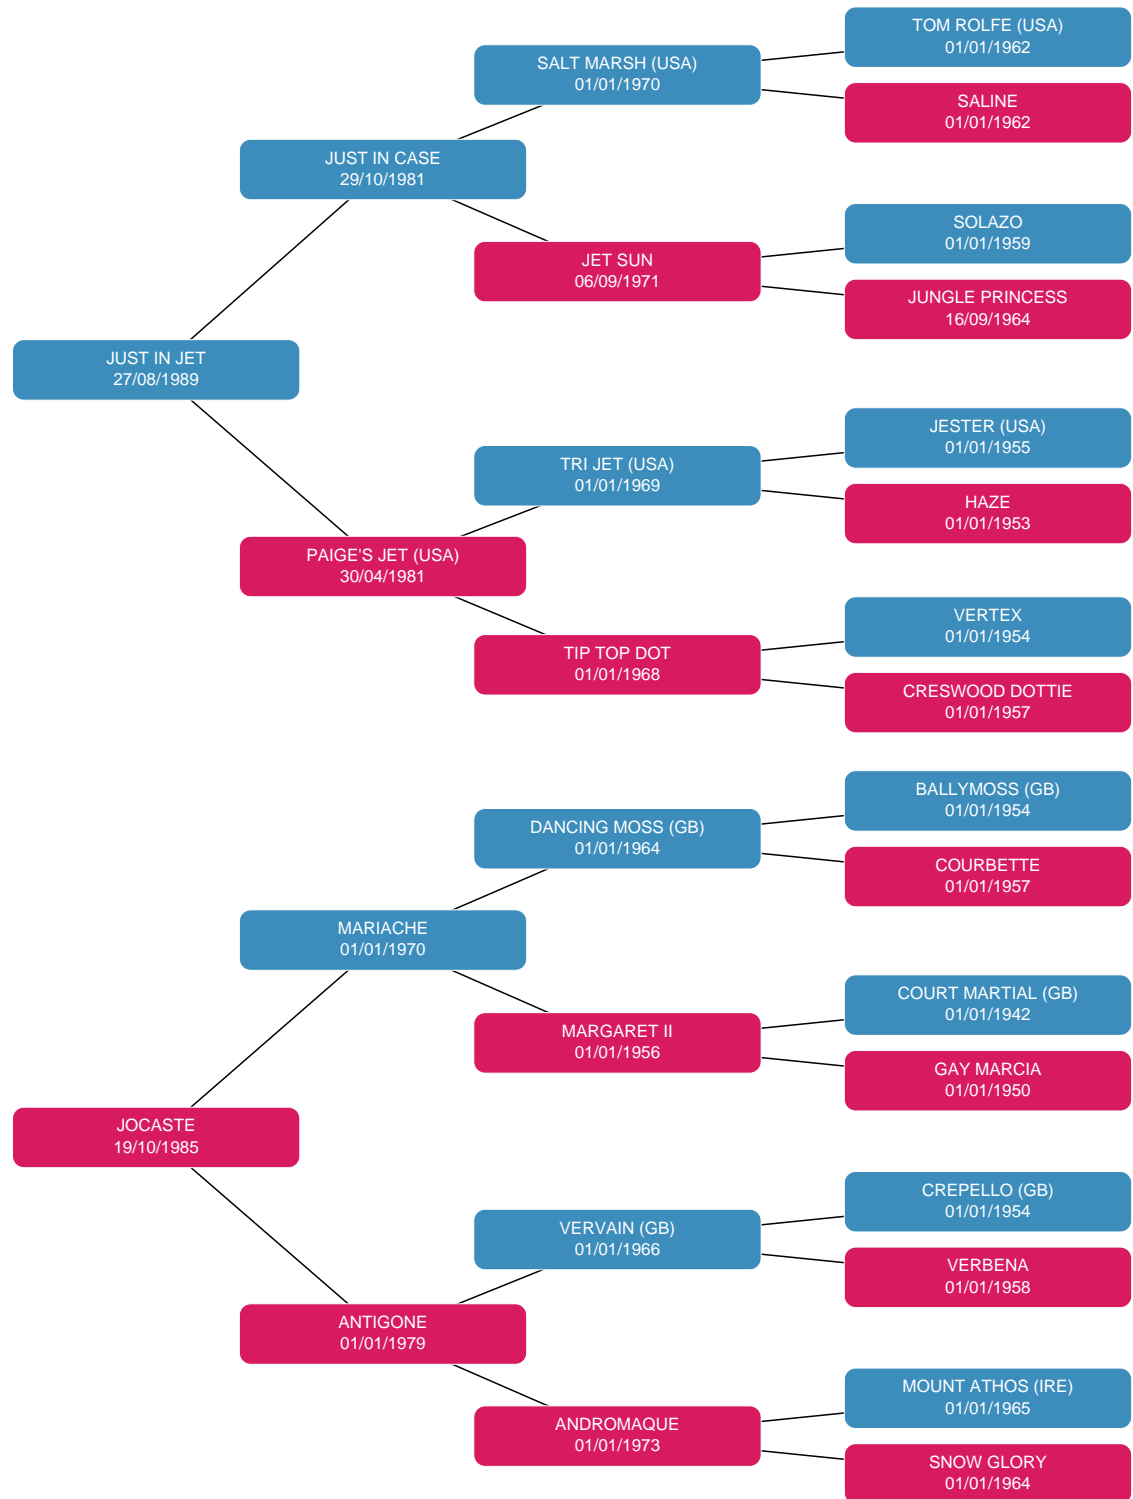 TOM ROLFE (USA)
01/01/1962
SALT MARSH (USA)
01/01/1970
SALINE
01/01/1962
JUST IN CASE
29/10/1981
SOLAZO
01/01/1959
JET SUN
06/09/1971
JUNGLE PRINCESS
16/09/1964
JUST IN JET
27/08/1989
JESTER (USA)
01/01/1955
TRI JET (USA)
01/01/1969
HAZE
01/01/1953
PAIGE'S JET (USA)
30/04/1981
VERTEX
01/01/1954
TIP TOP DOT
01/01/1968
CRESWOOD DOTTIE
01/01/1957
BALLYMOSS (GB)
01/01/1954
DANCING MOSS (GB)
01/01/1964
COURBETTE
01/01/1957
MARIACHE
01/01/1970
COURT MARTIAL (GB)
01/01/1942
MARGARET II
01/01/1956
GAY MARCIA
01/01/1950
JOCASTE
19/10/1985
CREPELLO (GB)
01/01/1954
VERVAIN (GB)
01/01/1966
VERBENA
01/01/1958
ANTIGONE
01/01/1979
MOUNT ATHOS (IRE)
01/01/1965
ANDROMAQUE
01/01/1973
SNOW GLORY
01/01/1964